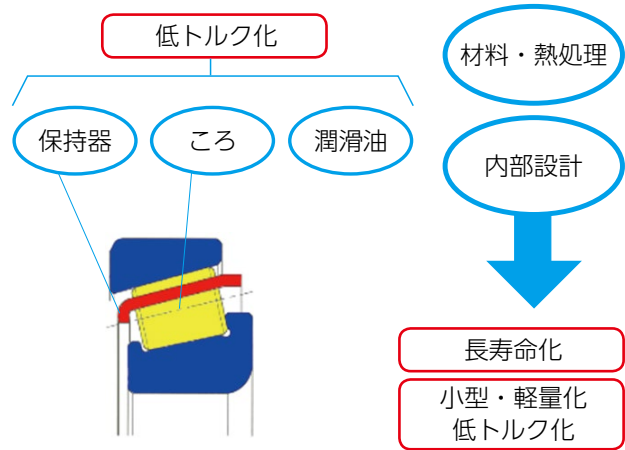 低トルク化
保持器
ころ
潤滑油
材料・熱処理
内部設計
長寿命化
小型・軽量化
低トルク化